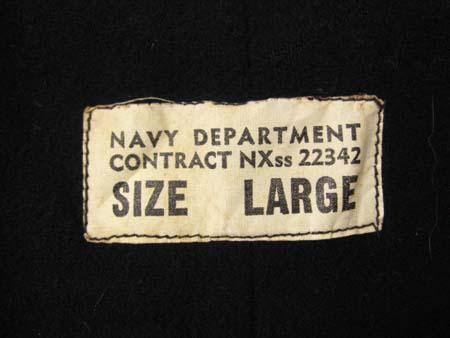 NAVY DEPARTMENT
CONTRACT NXss 22342
SIZE LARGE